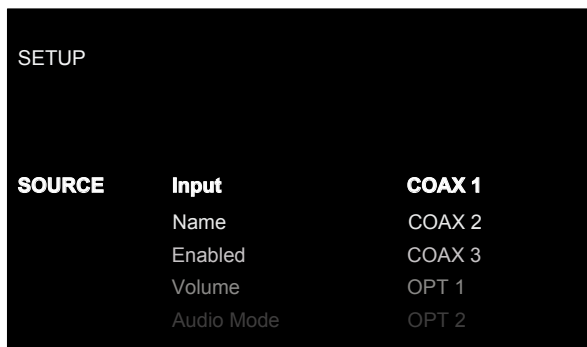 SETUP
SOURCE Input COAX 1
Name COAX 2
Enabled COAX 3
Volume OPT 1
Audio Mode OPT 2